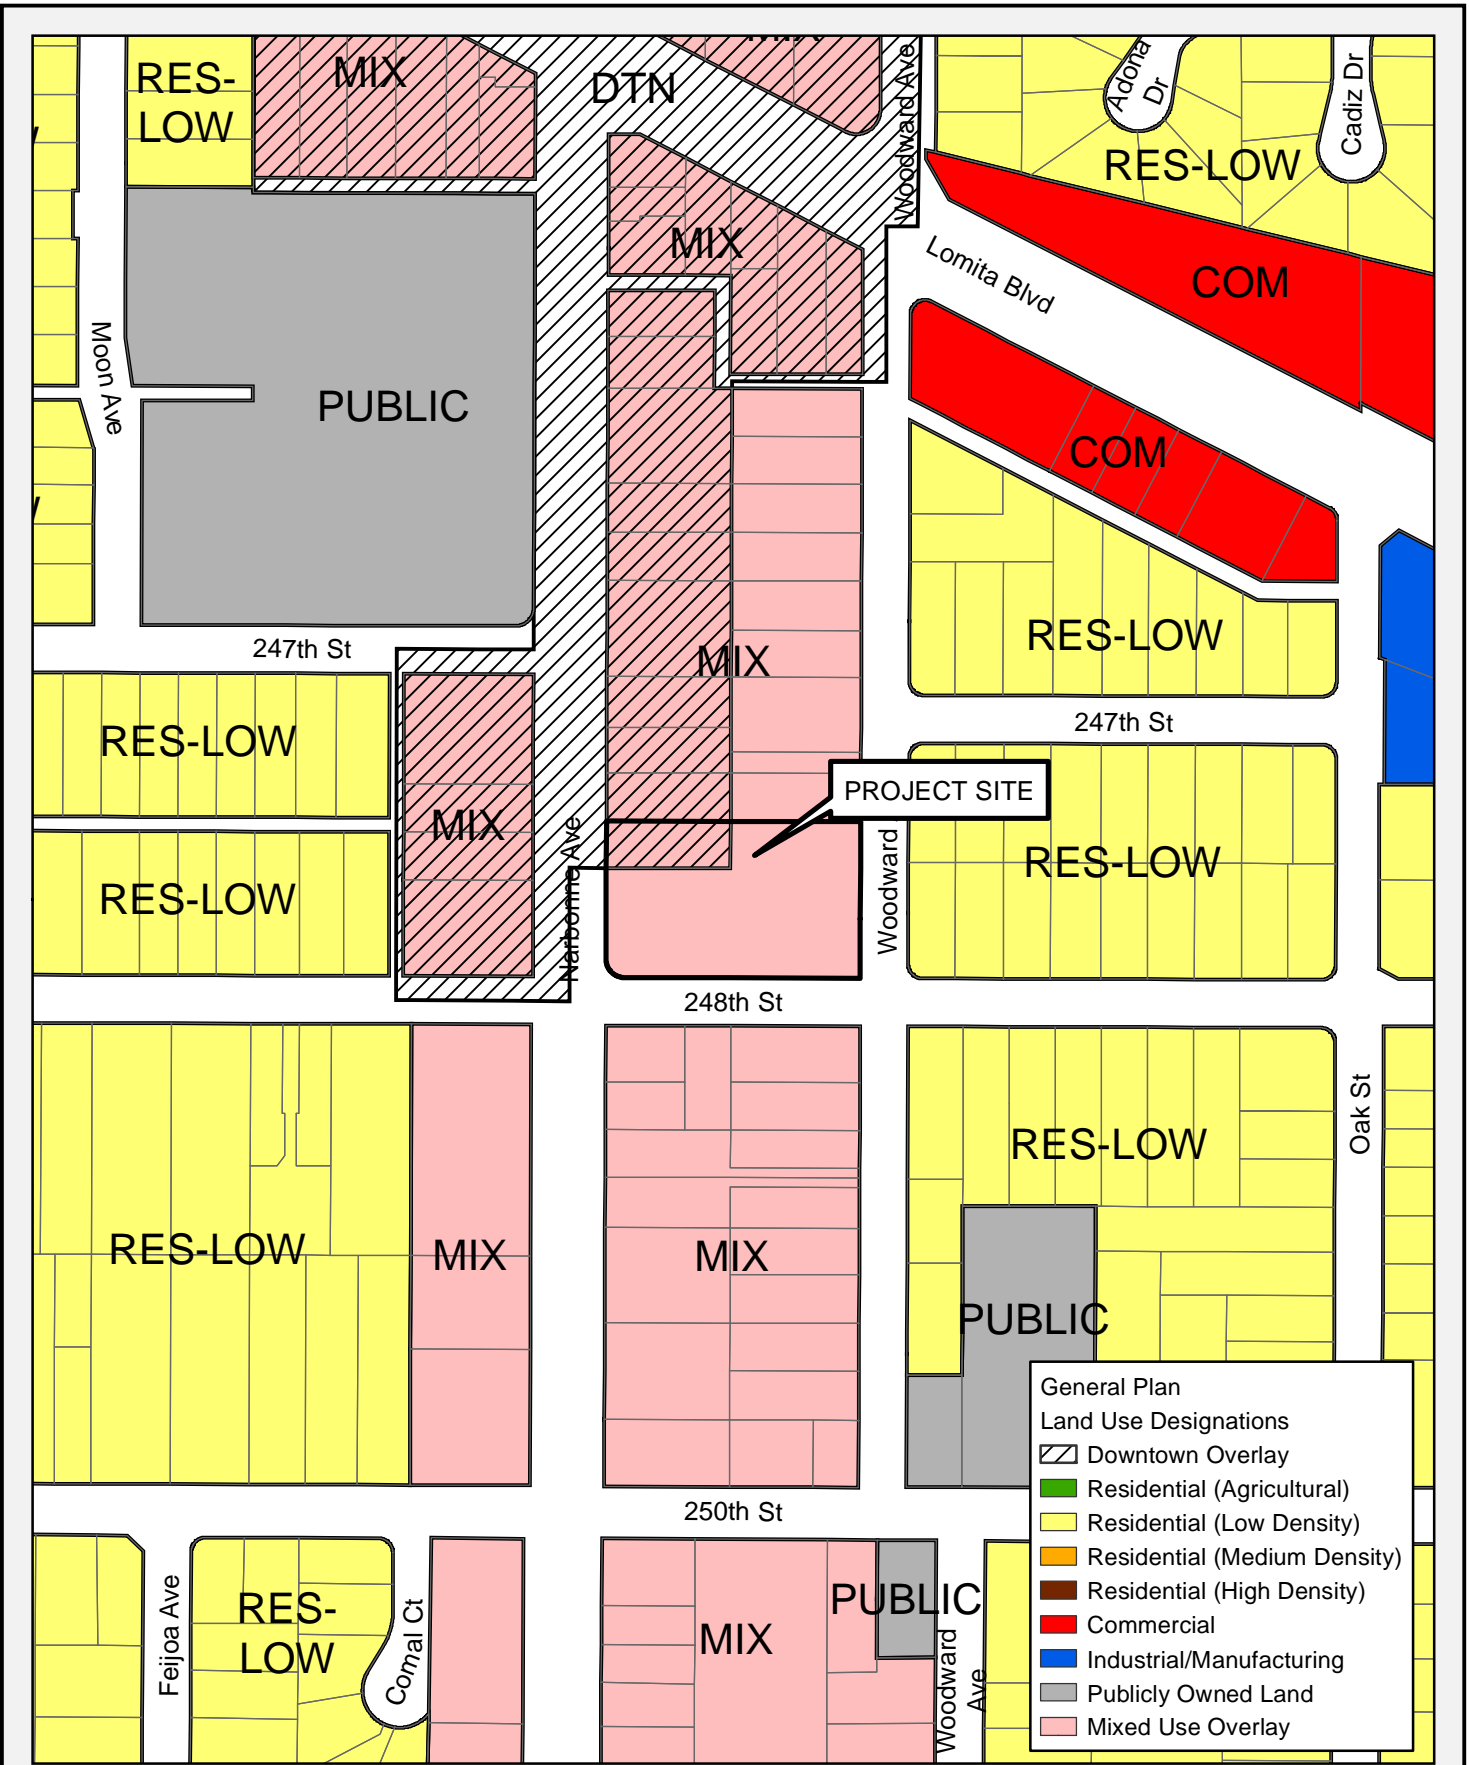 MIX
RES-
LOW
MIX
DTN
Woodward Ave
Adona
Dr
Cadiz Dr
RES-LOW
MIX
Lomita Blvd
COM
Moon Ave
PUBLIC
COM
247th St
RES-LOW
MIX
RES-LOW
247th St
PROJECT SITE
MIX
Narbonne Ave
Woodward
RES-LOW
RES-LOW
248th St
Oak St
RES-LOW
RES-LOW
MIX
MIX
PUBLIC
250th St
Feijoa Ave
RES-
LOW
Comal Ct
MIX
PUBLIC
Woodward
Ave
General Plan
Land Use Designations
Downtown Overlay
Residential (Agricultural)
Residential (Low Density)
Residential (Medium Density)
Residential (High Density)
Commercial
Industrial/Manufacturing
Publicly Owned Land
Mixed Use Overlay